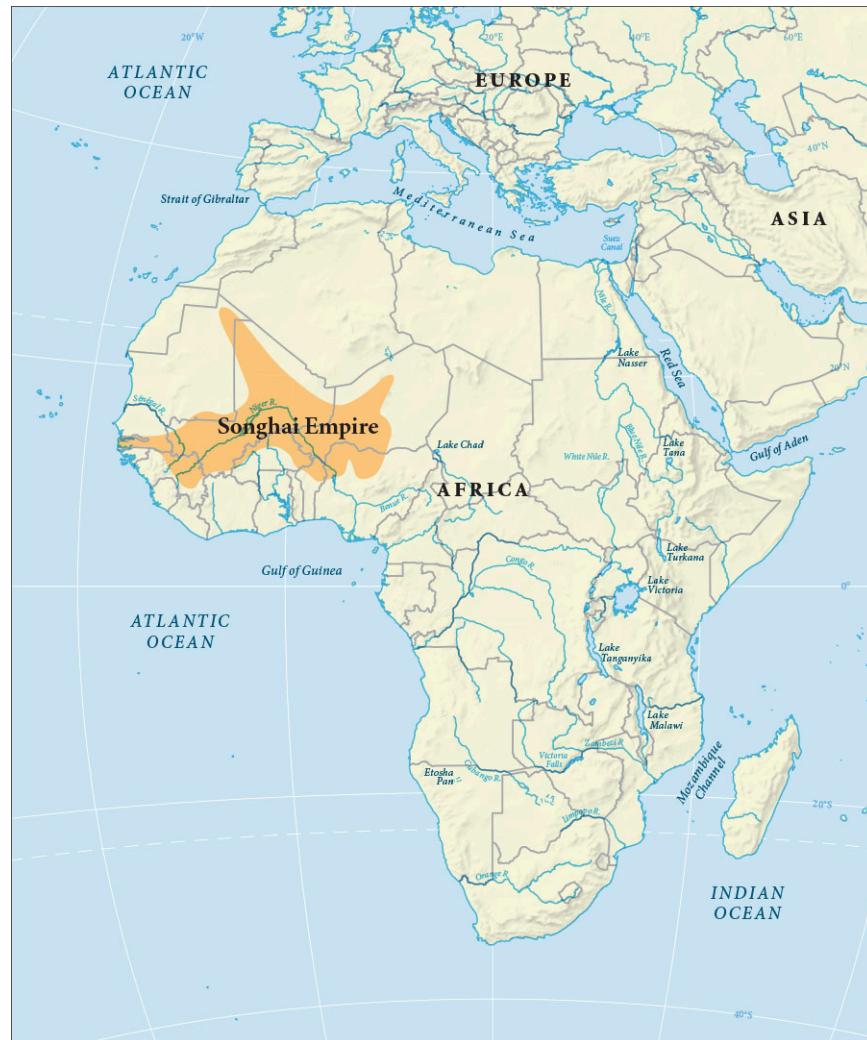 20°W
0°
20°E
40°E
60°E
ATLANTIC
OCEAN
EUROPE
40°N
Strait of Gibraltar
Mediterranean Sea
ASIA
Suez
Canal
Nile R.
Lake
Nasser
Red Sea
20°N
Sénégal R.
Niger R.
Songhai Empire
Lake Chad
White Nile R.
Blue Nile R.
Lake
Tana
Gulf of Aden
AFRICA
Benue R.
Gulf of Guinea
Congo R.
Lake
Turkana
Lake
Victoria
0°
ATLANTIC
OCEAN
Lake
Tanganyika
Lake
Malawi
Victoria
Falls
Zambezi R.
Etosha
Pan
Cubango R.
Mozambique
Channel
20°S
Limpopo R.
Orange R.
INDIAN
OCEAN
40°S